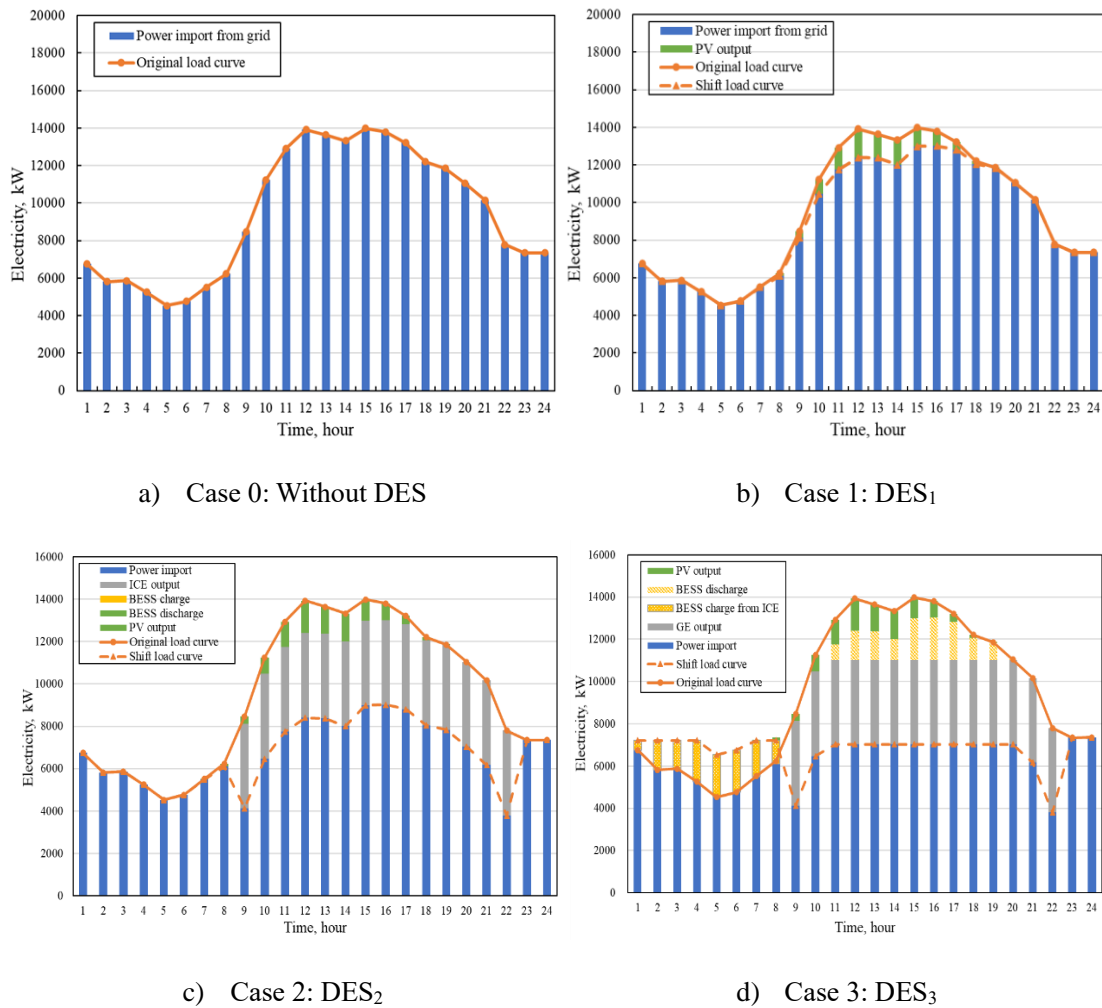 20000
18000
16000
14000
12000
10000
8000
6000
4000
2000
0
Electricity, kW
Power import from grid
Original load curve
1 2 3 4 5 6 7 8 9 10 11 12 13 14 15 16 17 18 19 20 21 22 23 24
Time, hour
a) Case 0: Without DES
20000
18000
16000
14000
12000
10000
8000
6000
4000
2000
0
Electricity, kW
Power import from grid
PV output
Original load curve
Shift load curve
1 2 3 4 5 6 7 8 9 10 11 12 13 14 15 16 17 18 19 20 21 22 23 24
Time, hour
b) Case 1: DES₁
16000
14000
12000
10000
8000
6000
4000
2000
0
Electricity, kW
Power import
ICE output
BESS charge
BESS discharge
PV output
Original load curve
Shift load curve
1 2 3 4 5 6 7 8 9 10 11 12 13 14 15 16 17 18 19 20 21 22 23 24
Time, hour
c) Case 2: DES₂
16000
14000
12000
10000
8000
6000
4000
2000
0
Electricity, kW
PV output
BESS discharge
BESS charge from ICE
GE output
Power import
Shift load curve
Original load curve
1 2 3 4 5 6 7 8 9 10 11 12 13 14 15 16 17 18 19 20 21 22 23 24
Time, hour
d) Case 3: DES₃